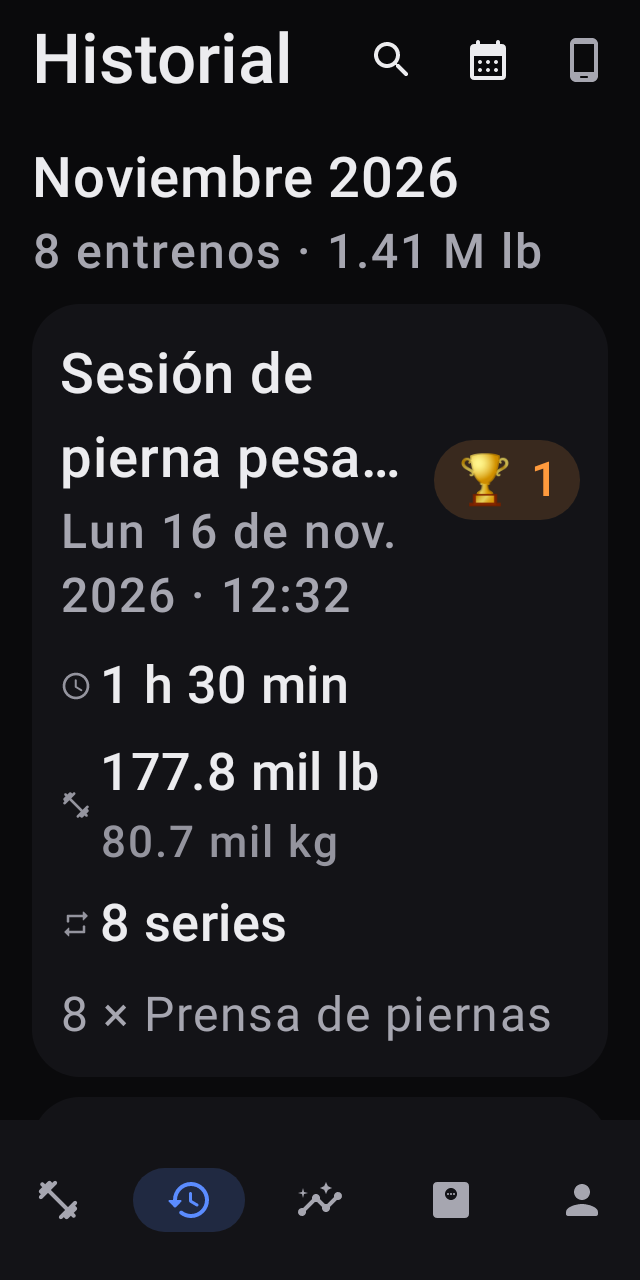 Historial
Noviembre 2026
8 entrenos · 1.41 M lb
Sesión de
pierna pesa…
1
Lun 16 de nov.
2026 · 12:32
1 h 30 min
177.8 mil lb
80.7 mil kg
8 series
8 × Prensa de piernas